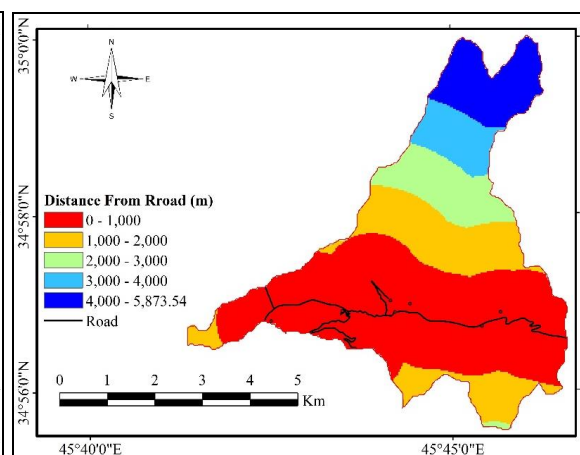 35°0'0"N
34°58'0"N
34°56'0"N
N
W E
S
Distance From Rroad (m)
0 - 1,000
1,000 - 2,000
2,000 - 3,000
3,000 - 4,000
4,000 - 5,873.54
Road
0 1 2 3 4 5
Km
45°40'0"E 45°45'0"E